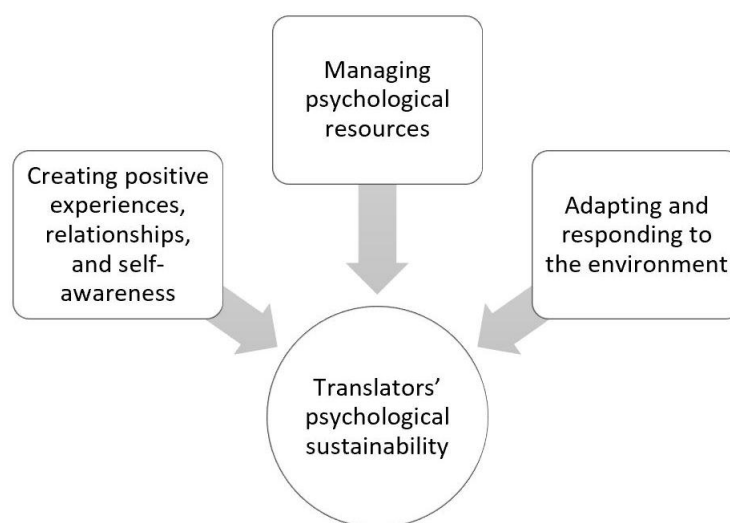 Managing
psychological
resources
Creating positive
experiences,
relationships,
and self-
awareness
Adapting and
responding to
the environment
Translators’
psychological
sustainability